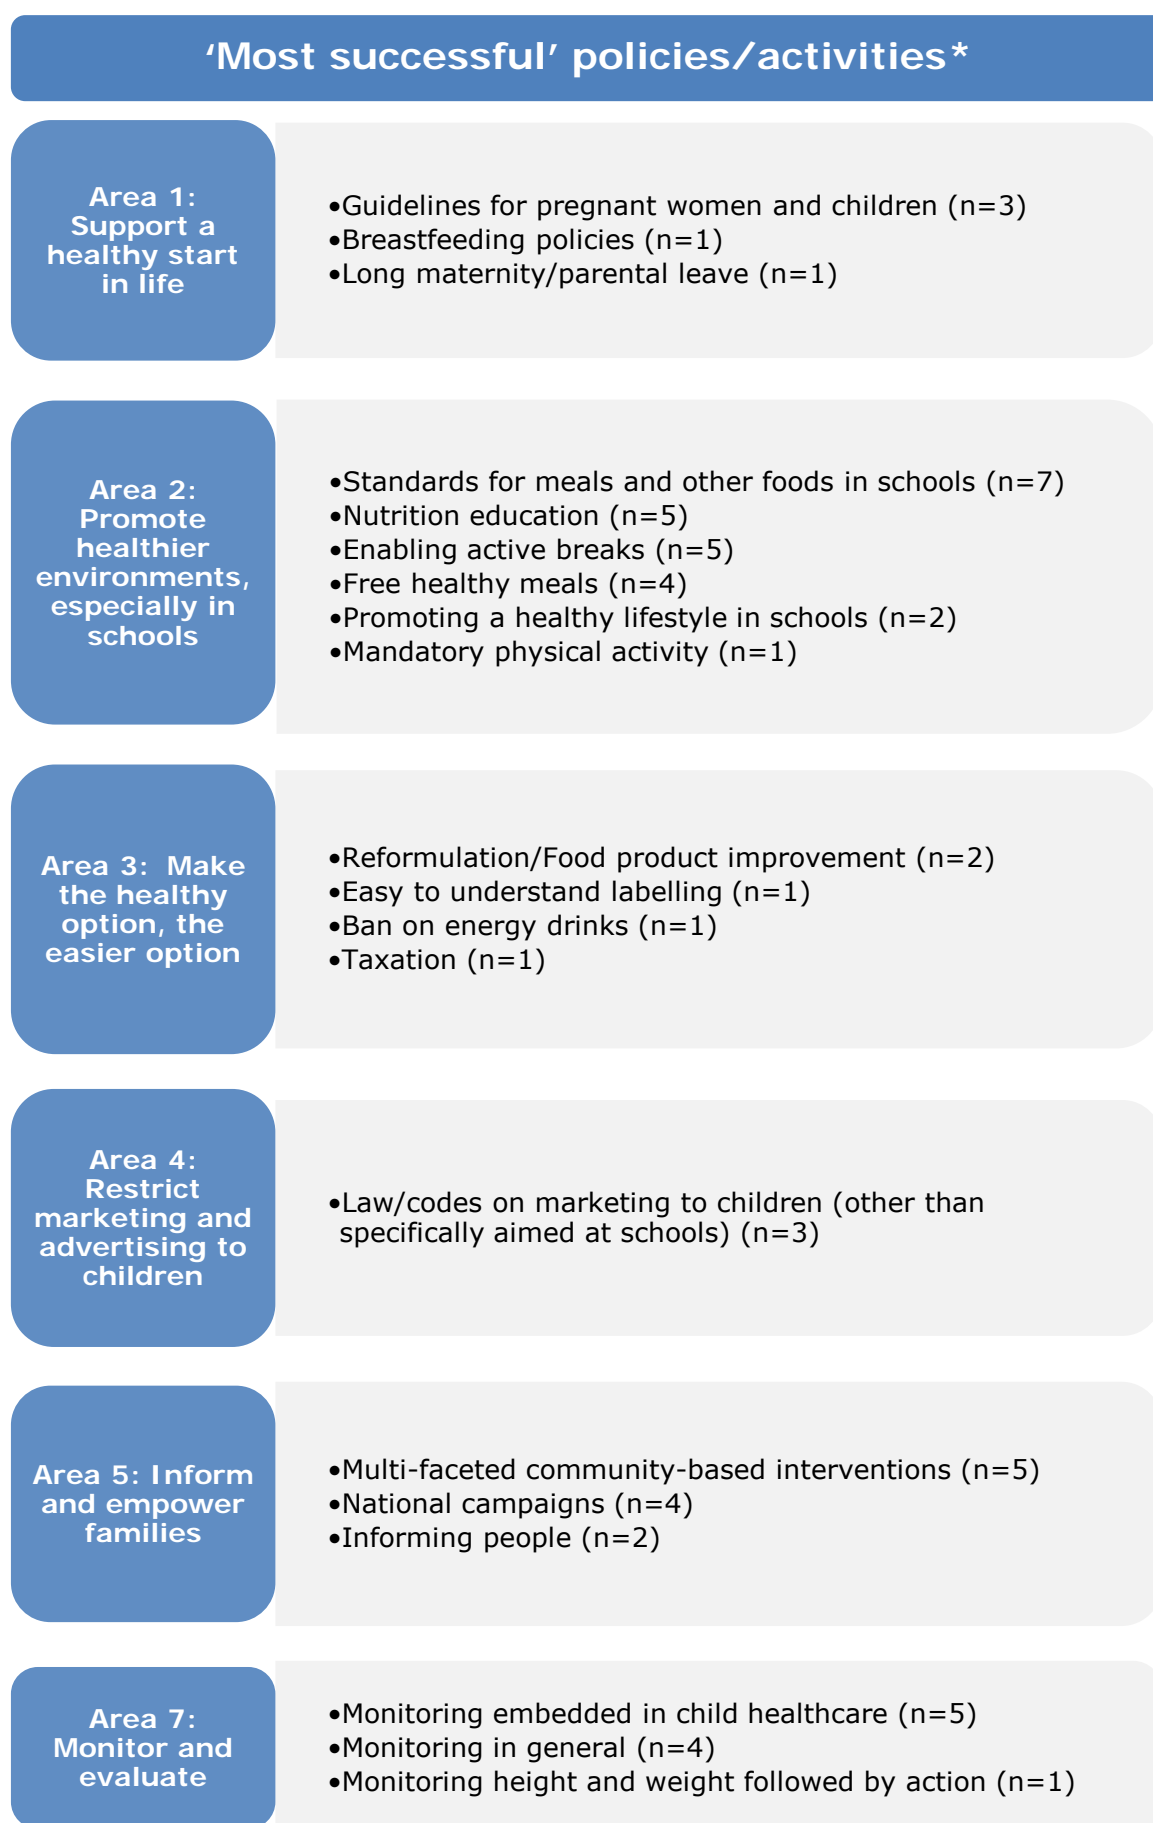 ‘Most successful’ policies/activities*
Area 1:
Support a
healthy start
in life
•Guidelines for pregnant women and children (n=3)
•Breastfeeding policies (n=1)
•Long maternity/parental leave (n=1)
Area 2:
Promote
healthier
environments,
especially in
schools
•Standards for meals and other foods in schools (n=7)
•Nutrition education (n=5)
•Enabling active breaks (n=5)
•Free healthy meals (n=4)
•Promoting a healthy lifestyle in schools (n=2)
•Mandatory physical activity (n=1)
Area 3: Make
the healthy
option, the
easier option
•Reformulation/Food product improvement (n=2)
•Easy to understand labelling (n=1)
•Ban on energy drinks (n=1)
•Taxation (n=1)
Area 4:
Restrict
marketing and
advertising to
children
•Law/codes on marketing to children (other than
specifically aimed at schools) (n=3)
Area 5: Inform
and empower
families
•Multi-faceted community-based interventions (n=5)
•National campaigns (n=4)
•Informing people (n=2)
Area 7:
Monitor and
evaluate
•Monitoring embedded in child healthcare (n=5)
•Monitoring in general (n=4)
•Monitoring height and weight followed by action (n=1)